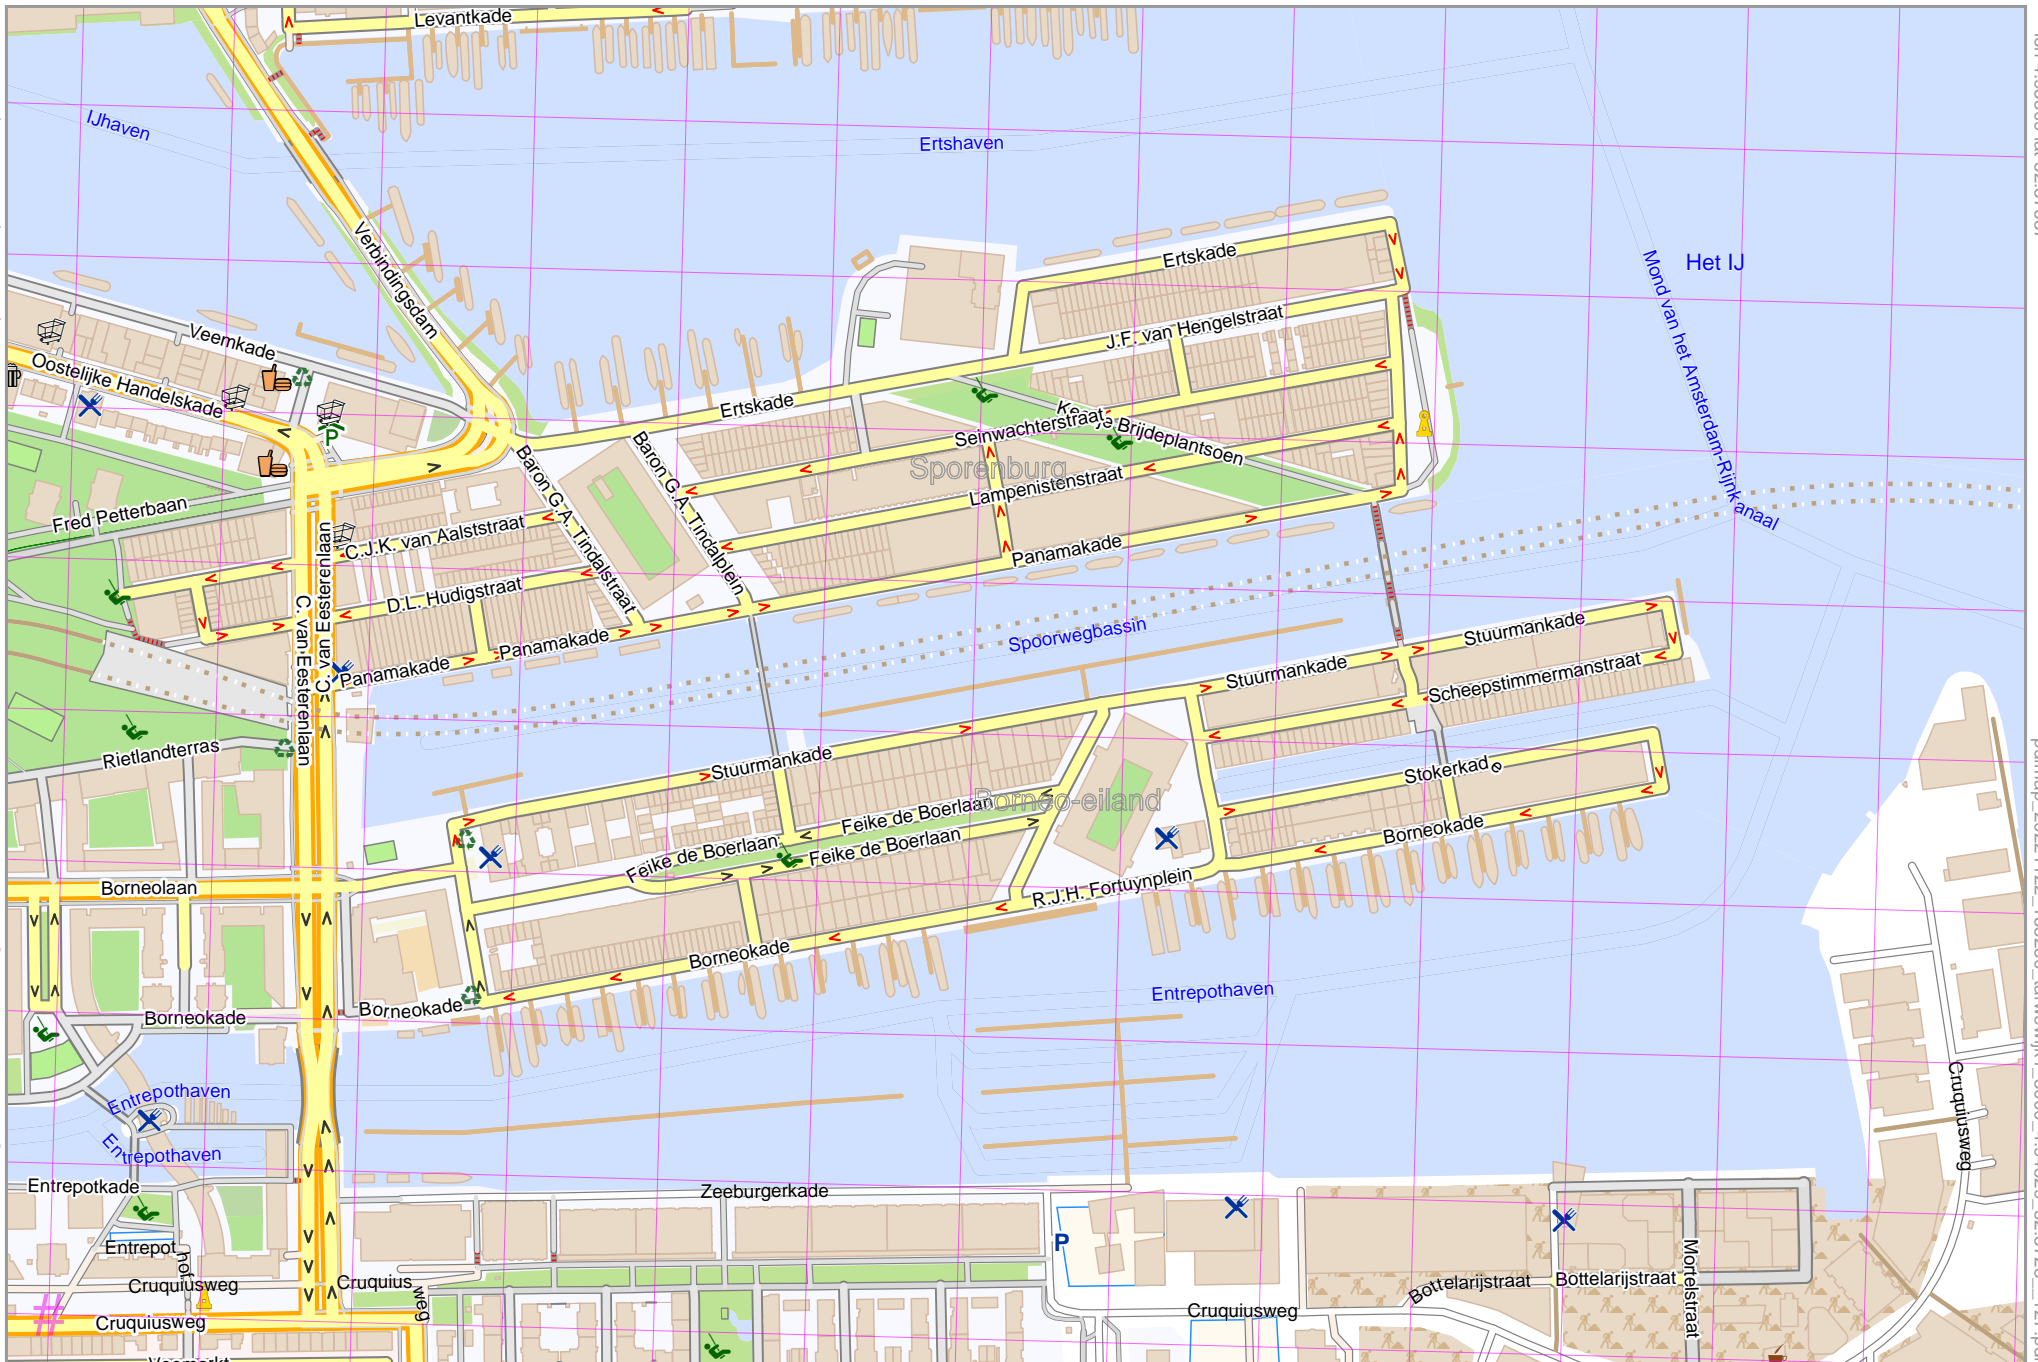 Levantkade
IJhaven
Ertshaven
Verbindingsdam
Ertskade
Het IJ
Mond van het Amsterdam-Rijnkanaal
Veemkade
J.F. van Hengelstraat
Oostelijke Handelskade
Ertskade
P
Seinwachterstraat
Brijdeplantsoen
Baron G.A. Tindalstraat
Baron G.A. Tindalplein
Sporenburg
Lampenistenstraat
Fred Petterbaan
C.J.K. van Aalststraat
Panamakade
D.L. Hudigstraat
C. van Eesterenlaan
C. van Eesterenlaan
Panamakade
Panamakade
Spoorwegbassin
Stuurmankade
Stuurmankade
Scheepstimmermanstraat
Rietlandterras
Stuurmankade
Stokerkade
Borneo-eiland
Feike de Boerlaan
Feike de Boerlaan
Feike de Boerlaan
Borneokade
Borneolaan
R.J.H. Fortuynplein
Borneokade
Entrepothaven
Borneokade
Borneokade
Entrepothaven
Entrepothaven
Cruquiusweg
Entrepotkade
Zeeburgerkade
P
Entrepot hof
Cruquiusweg
Cruquiusweg
Bottelarijstraat
Bottelarijstraat
Mortelstraat
Cruquiusweg
Cruquiusweg